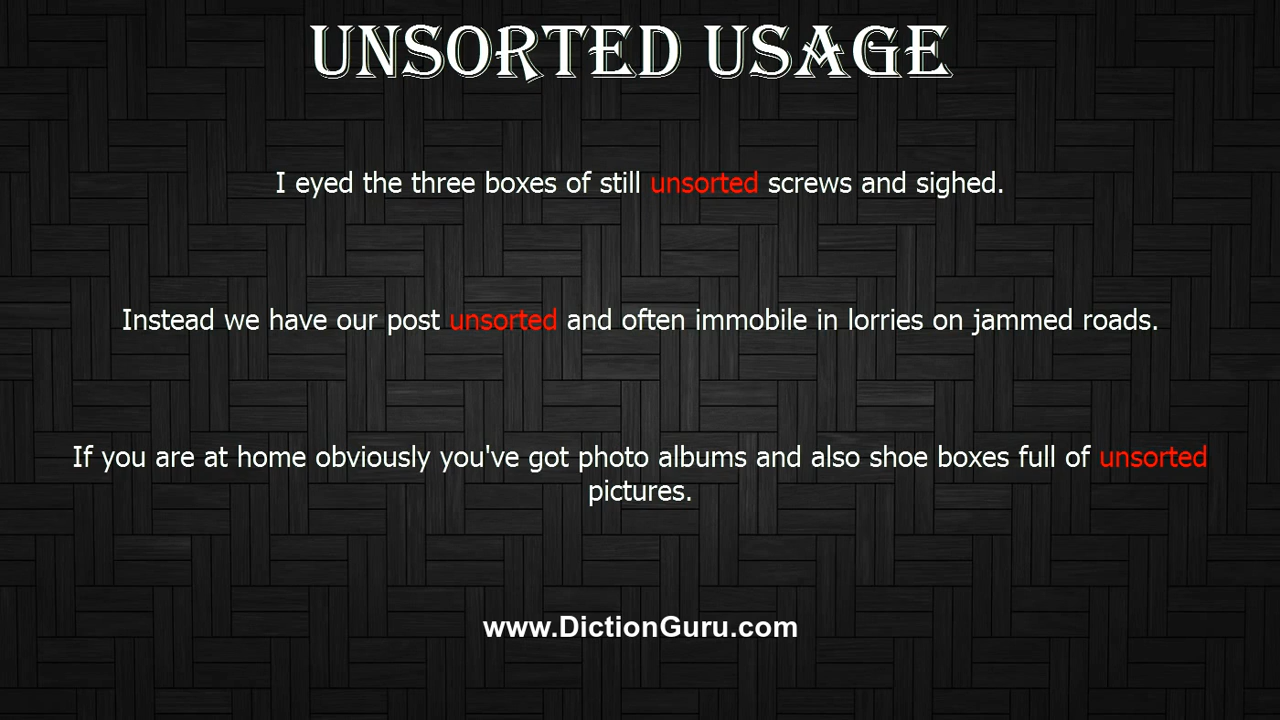 UNSORTED USAGE
I eyed the three boxes of still unsorted screws and sighed.
Instead we have our post unsorted and often immobile in lorries on jammed roads.
If you are at home obviously you've got photo albums and also shoe boxes full of unsorted
pictures.
www.DictionGuru.com